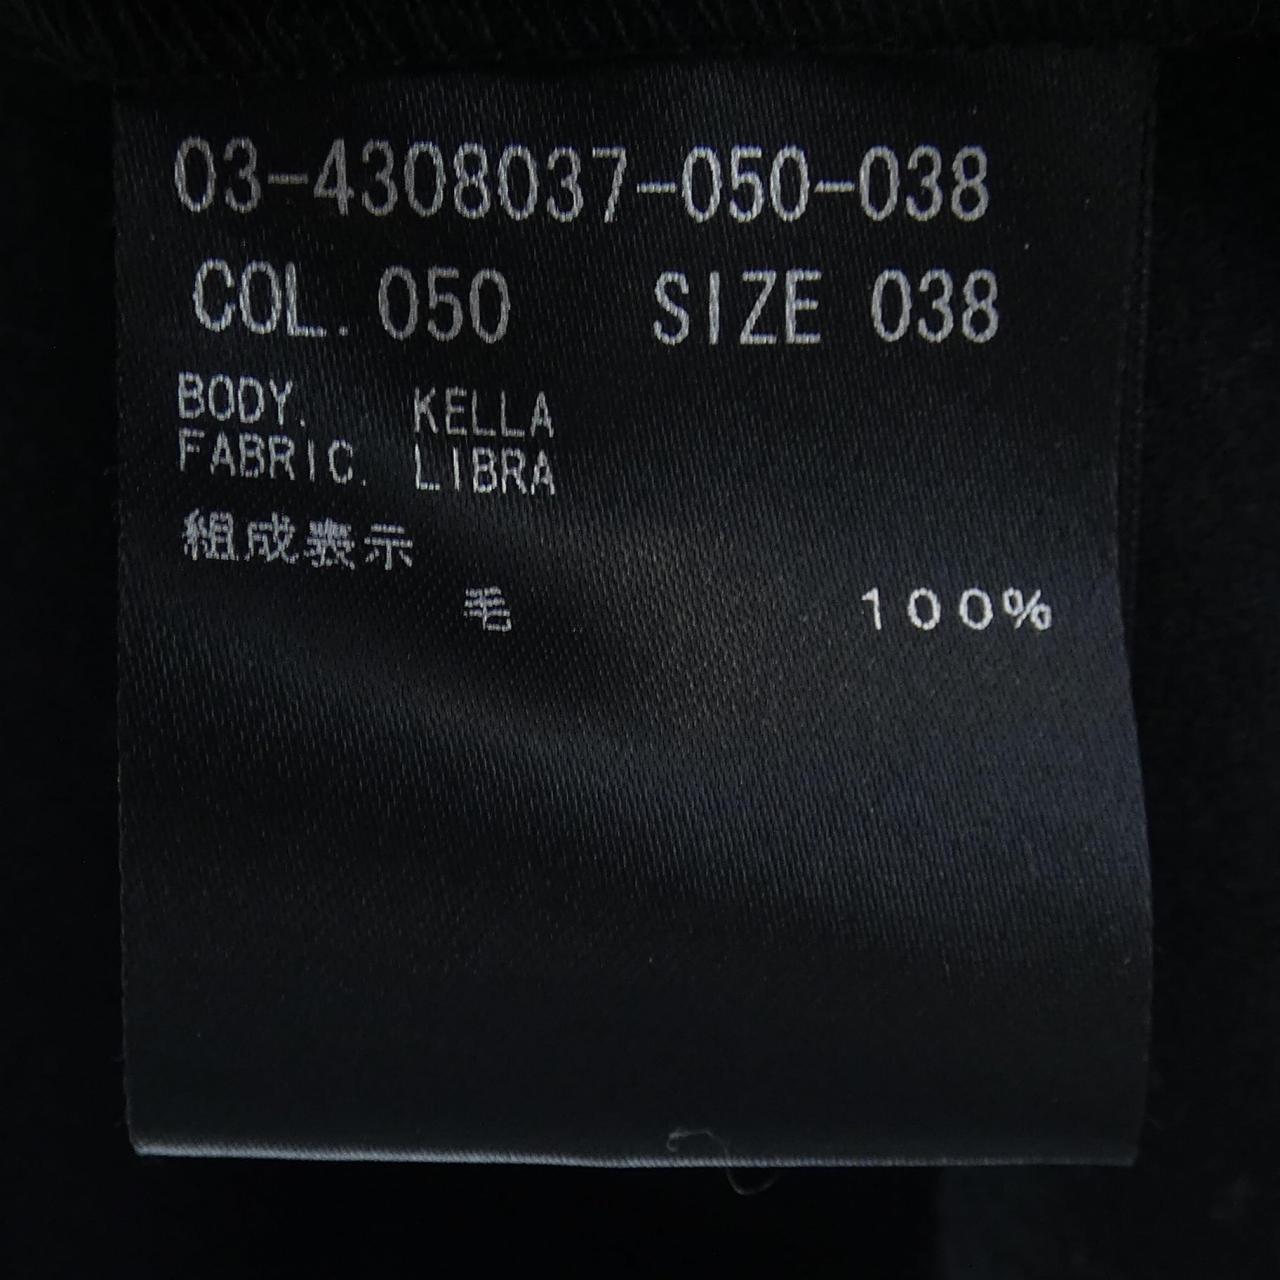 03-4308037-050-038
COL. 050 SIZE 038
BODY. KELLA
FABRIC. LIBRA
組成表示
毛 100%